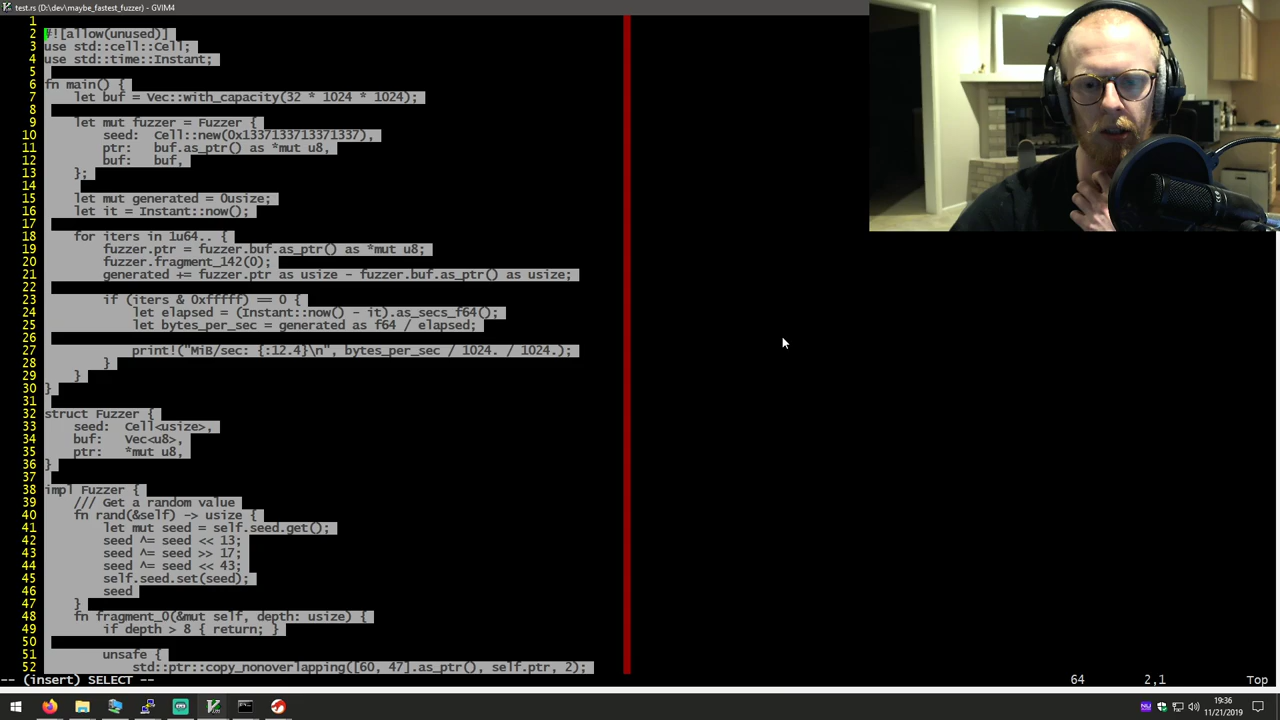 test.rs (D:\dev\maybe_fastest_fuzzer) - GVIM4
1
2 #![allow(unused)]
3 use std::cell::Cell;
4 use std::time::Instant;
5
6 fn main() {
7     let buf = Vec::with_capacity(32 * 1024 * 1024);
8
9     let mut fuzzer = Fuzzer {
10         seed:  Cell::new(0x1337133713371337),
11         ptr:   buf.as_ptr() as *mut u8,
12         buf:   buf,
13     };
14
15     let mut generated = 0usize;
16     let it = Instant::now();
17
18     for iters in 1u64.. {
19         fuzzer.ptr = fuzzer.buf.as_ptr() as *mut u8;
20         fuzzer.fragment_142(0);
21         generated += fuzzer.ptr as usize - fuzzer.buf.as_ptr() as usize;
22
23         if (iters & 0xfffff) == 0 {
24             let elapsed = (Instant::now() - it).as_secs_f64();
25             let bytes_per_sec = generated as f64 / elapsed;
26
27             print!("MiB/sec: {:12.4}\n", bytes_per_sec / 1024. / 1024.);
28         }
29     }
30 }
31
32 struct Fuzzer {
33     seed:  Cell<usize>,
34     buf:   Vec<u8>,
35     ptr:   *mut u8,
36 }
37
38 impl Fuzzer {
39     /// Get a random value
40     fn rand(&self) -> usize {
41         let mut seed = self.seed.get();
42         seed ^= seed << 13;
43         seed ^= seed >> 17;
44         seed ^= seed << 43;
45         self.seed.set(seed);
46         seed
47     }
48     fn fragment_0(&mut self, depth: usize) {
49         if depth > 8 { return; }
50
51         unsafe {
52             std::ptr::copy_nonoverlapping([60, 47].as_ptr(), self.ptr, 2);
-- (insert) SELECT -- 64 2,1 Top
19:36
11/21/2019